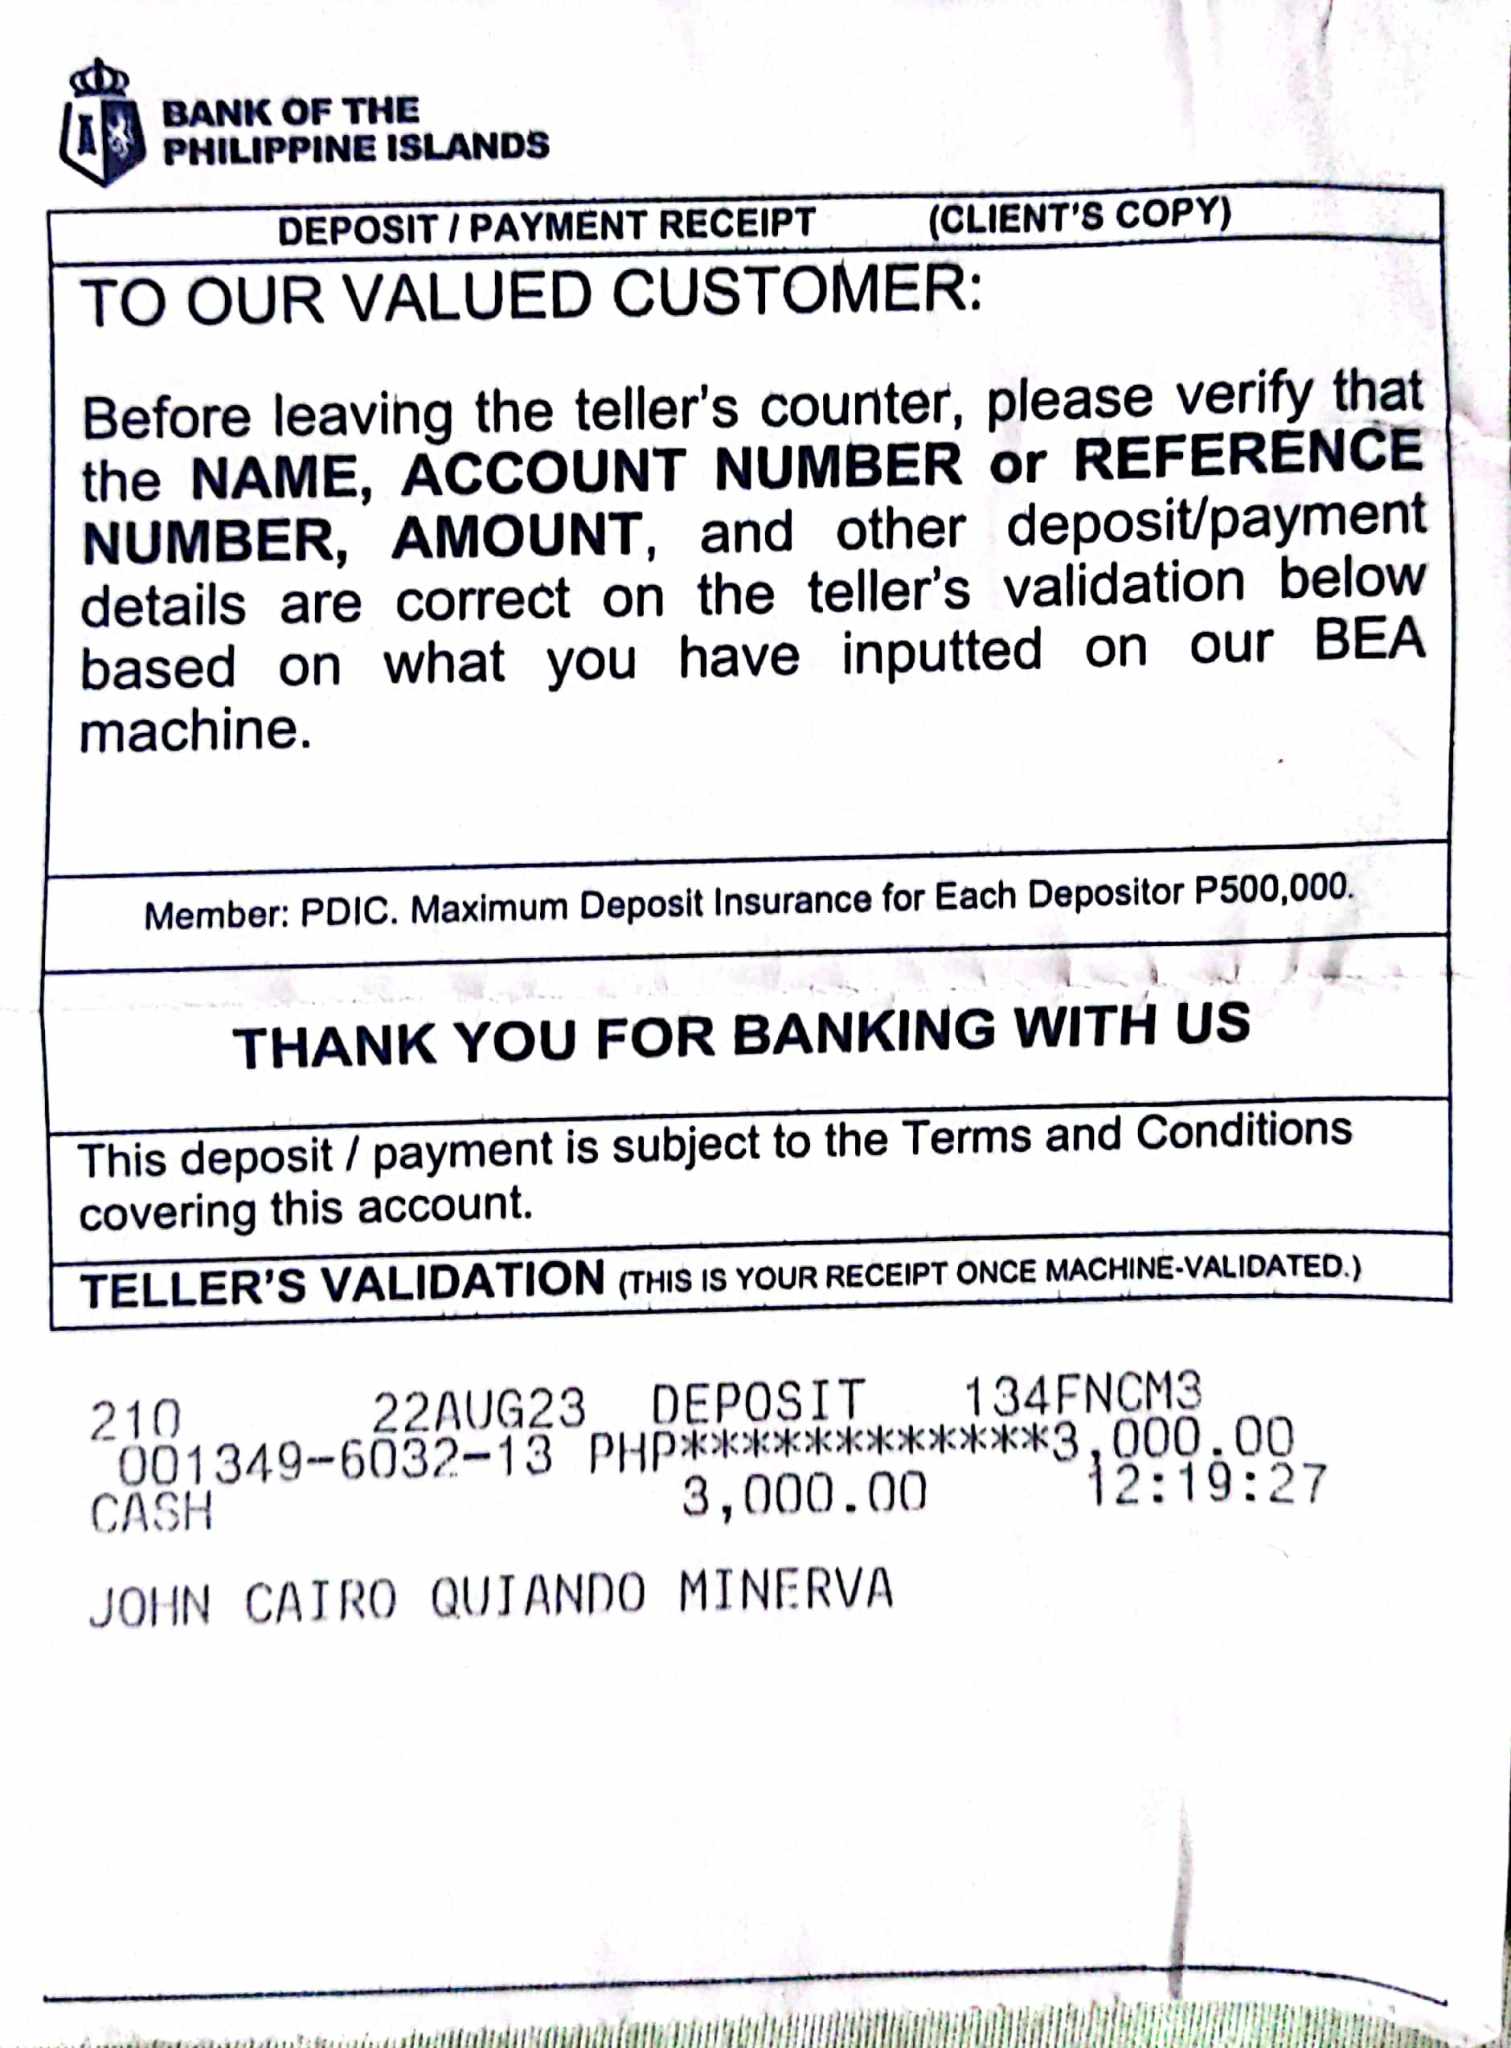 BANK OF THE
PHILIPPINE ISLANDS
DEPOSIT / PAYMENT RECEIPT (CLIENT'S COPY)
TO OUR VALUED CUSTOMER:
Before leaving the teller's counter, please verify that
the NAME, ACCOUNT NUMBER or REFERENCE
NUMBER, AMOUNT, and other deposit/payment
details are correct on the teller's validation below
based on what you have inputted on our BEA
machine.
Member: PDIC. Maximum Deposit Insurance for Each Depositor P500,000.
THANK YOU FOR BANKING WITH US
This deposit / payment is subject to the Terms and Conditions
covering this account.
TELLER'S VALIDATION (THIS IS YOUR RECEIPT ONCE MACHINE-VALIDATED.)
210 22AUG23 DEPOSIT 134FNCM3
001349-6032-13 PHP************3,000.00
CASH 3,000.00 12:19:27
JOHN CAIRO QUIANDO MINERVA